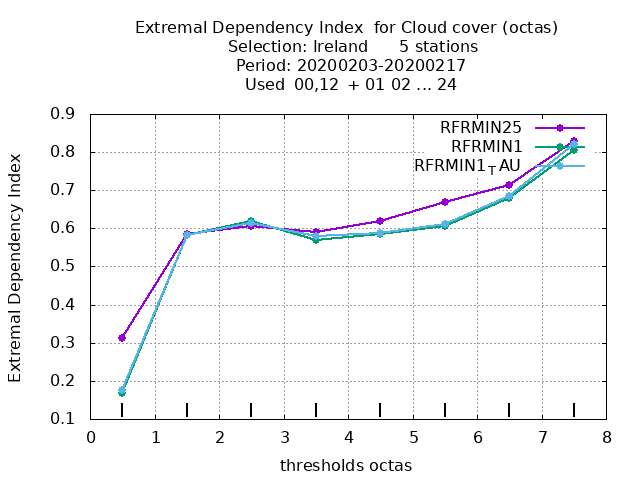 Extremal Dependency Index  for Cloud cover (octas)
Selection: Ireland      5 stations
Period: 20200203-20200217
Used  00,12  + 01 02 ... 24
RFRMIN25
RFRMIN1
RFRMIN1TAU
Extremal Dependency Index
0.9
0.8
0.7
0.6
0.5
0.4
0.3
0.2
0.1
0 1 2 3 4 5 6 7 8
thresholds octas